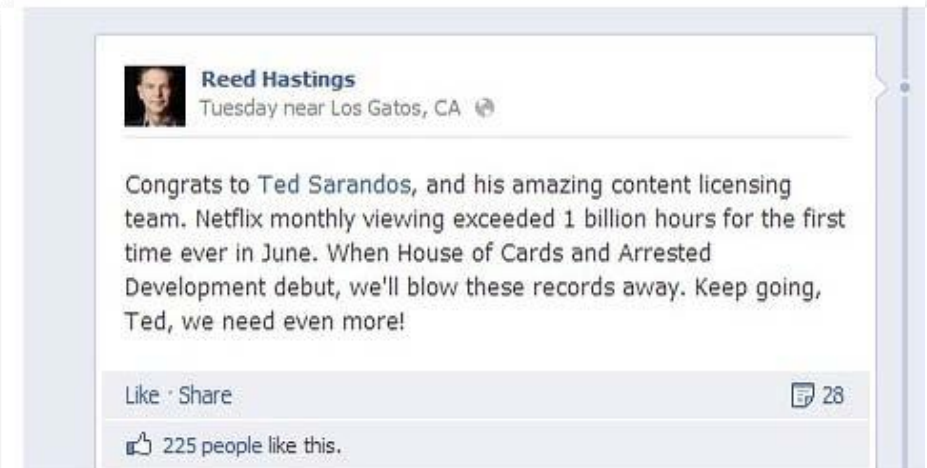 Reed Hastings
Tuesday near Los Gatos, CA
Congrats to Ted Sarandos, and his amazing content licensing
team. Netflix monthly viewing exceeded 1 billion hours for the first
time ever in June. When House of Cards and Arrested
Development debut, we'll blow these records away. Keep going,
Ted, we need even more!
Like · Share 28
225 people like this.